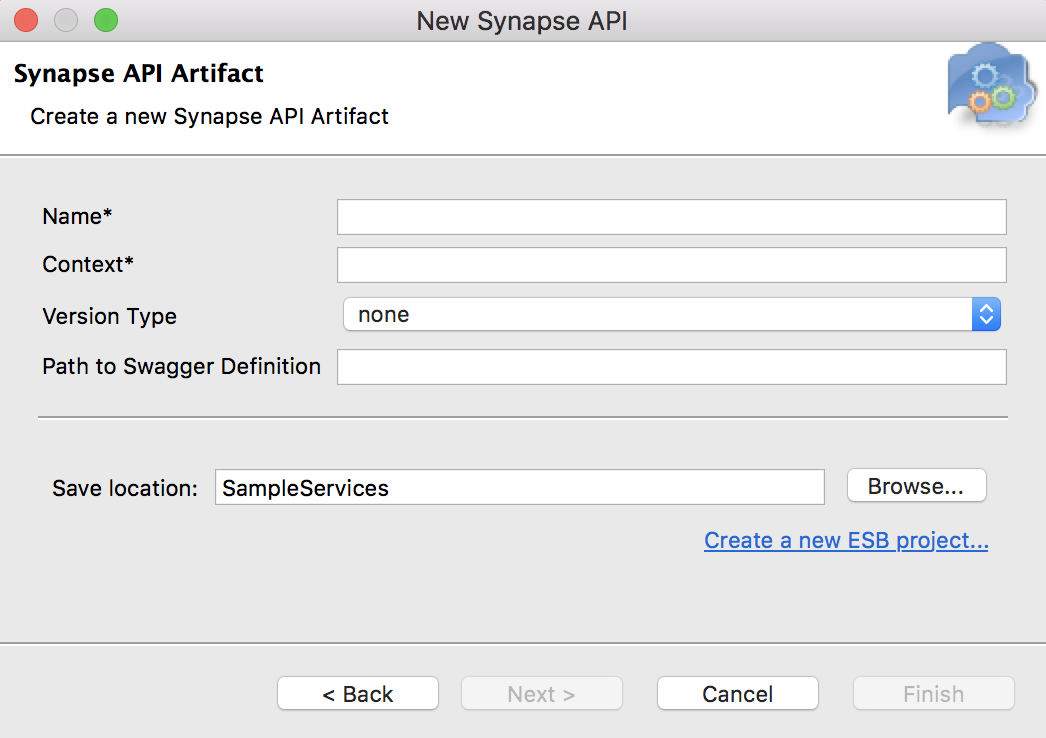 New Synapse API
Synapse API Artifact
Create a new Synapse API Artifact
Name*
Context*
Version Type none
Path to Swagger Definition
Save location: SampleServices Browse...
Create a new ESB project...
< Back Next > Cancel Finish